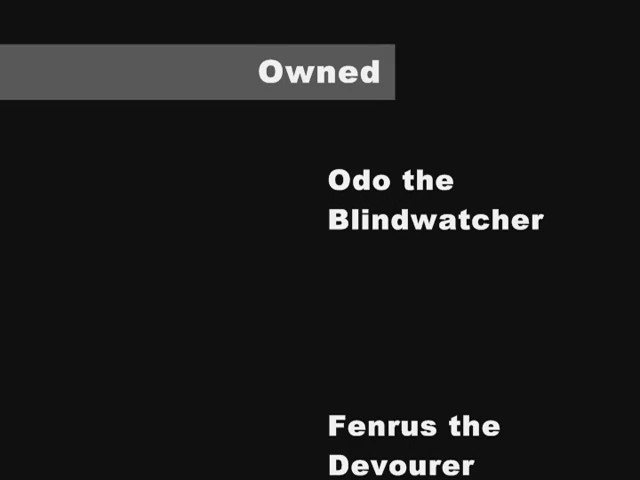 Owned
Odo the
Blindwatcher
Fenrus the
Devourer